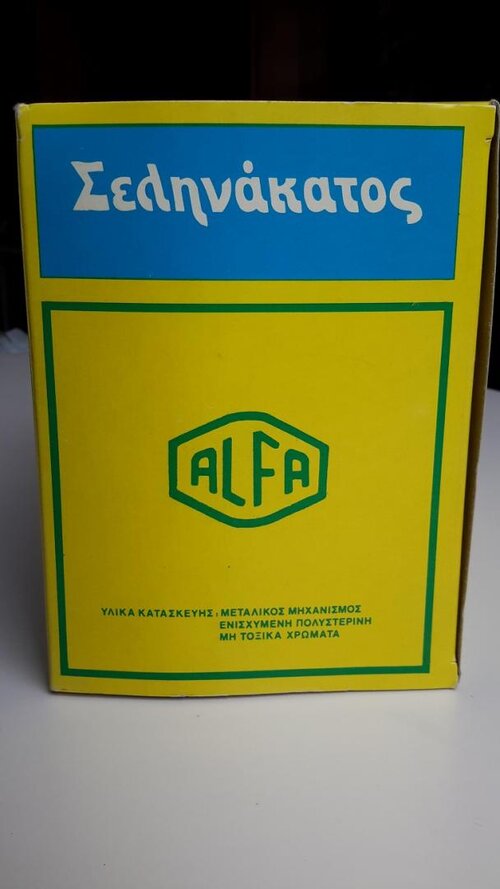 Σεληνάκατος
ALFA
ΥΛΙΚΑ ΚΑΤΑΣΚΕΥΗΣ: ΜΕΤΑΛΙΚΟΣ ΜΗΧΑΝΙΣΜΟΣ
ΕΝΙΣΧΥΜΕΝΗ ΠΟΛΥΣΤΕΡΙΝΗ
ΜΗ ΤΟΞΙΚΑ ΧΡΩΜΑΤΑ